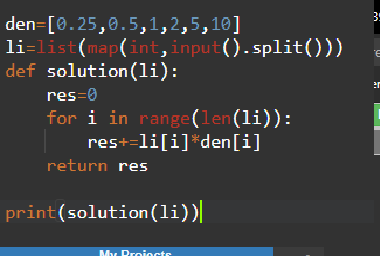 den=[0.25,0.5,1,2,5,10]
li=list(map(int,input().split()))
def solution(li):
    res=0
    for i in range(len(li)):
        res+=li[i]*den[i]
    return res
print(solution(li))
My Projects